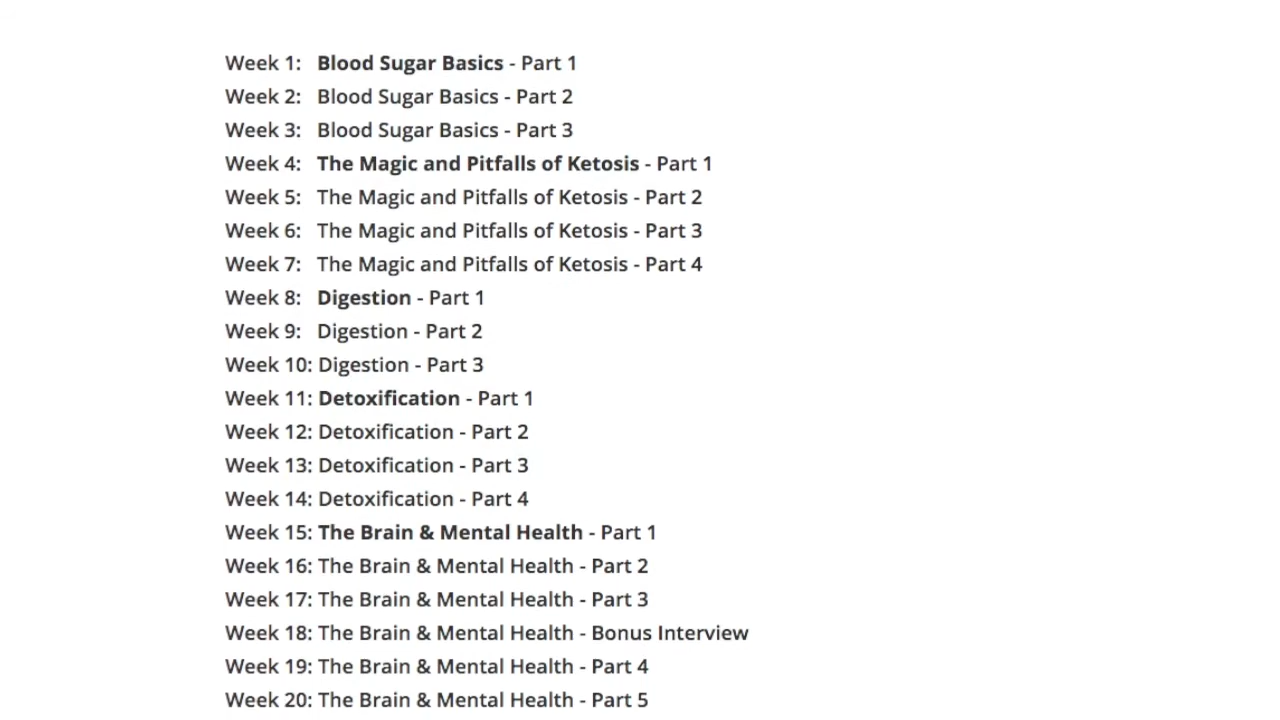 Week 1: Blood Sugar Basics - Part 1
Week 2: Blood Sugar Basics - Part 2
Week 3: Blood Sugar Basics - Part 3
Week 4: The Magic and Pitfalls of Ketosis - Part 1
Week 5: The Magic and Pitfalls of Ketosis - Part 2
Week 6: The Magic and Pitfalls of Ketosis - Part 3
Week 7: The Magic and Pitfalls of Ketosis - Part 4
Week 8: Digestion - Part 1
Week 9: Digestion - Part 2
Week 10: Digestion - Part 3
Week 11: Detoxification - Part 1
Week 12: Detoxification - Part 2
Week 13: Detoxification - Part 3
Week 14: Detoxification - Part 4
Week 15: The Brain & Mental Health - Part 1
Week 16: The Brain & Mental Health - Part 2
Week 17: The Brain & Mental Health - Part 3
Week 18: The Brain & Mental Health - Bonus Interview
Week 19: The Brain & Mental Health - Part 4
Week 20: The Brain & Mental Health - Part 5